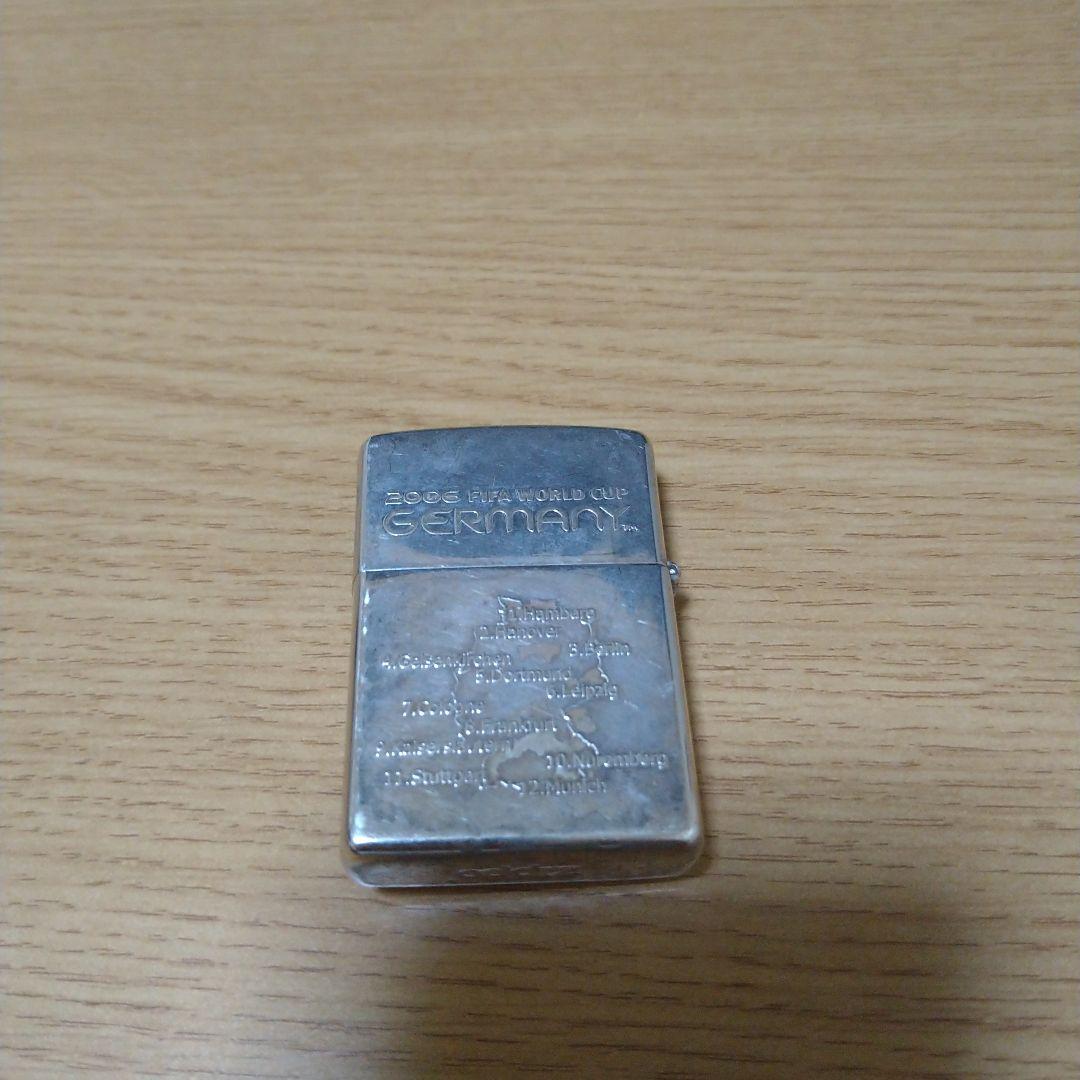 2006 FIFA WORLD CUP
GERMANY™
1.Hamburg
2.Hanover
3.Berlin
4.Gelsenkirchen
5.Dortmund
6.Leipzig
7.Cologne
8.Frankfurt
10.Nuremberg
11.Stuttgart
12.Munich